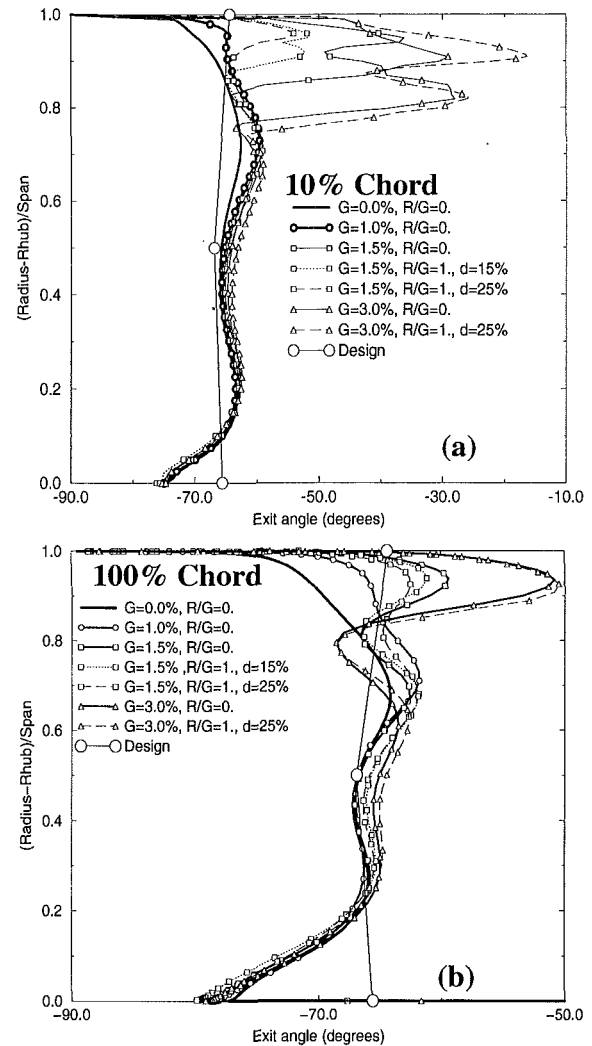 1.0
0.8
0.6
0.4
0.2
0.0
(Radius-Rhub)/Span
10% Chord
G=0.0%, R/G=0.
G=1.0%, R/G=0.
G=1.5%, R/G=0.
G=1.5%, R/G=1., d=15%
G=1.5%, R/G=1., d=25%
G=3.0%, R/G=0.
G=3.0%, R/G=1., d=25%
Design
(a)
-90.0 -70.0 -50.0 -30.0 -10.0
Exit angle (degrees)
1.0
0.8
0.6
0.4
0.2
0.0
(Radius-Rhub)/Span
100% Chord
G=0.0%, R/G=0.
G=1.0%, R/G=0.
G=1.5%, R/G=0.
G=1.5% ,R/G=1., d=15%
G=1.5%, R/G=1., d=25%
G=3.0%, R/G=0.
G=3.0%, R/G=1., d=25%
Design
(b)
-90.0 -70.0 -50.0
Exit angle (degrees)